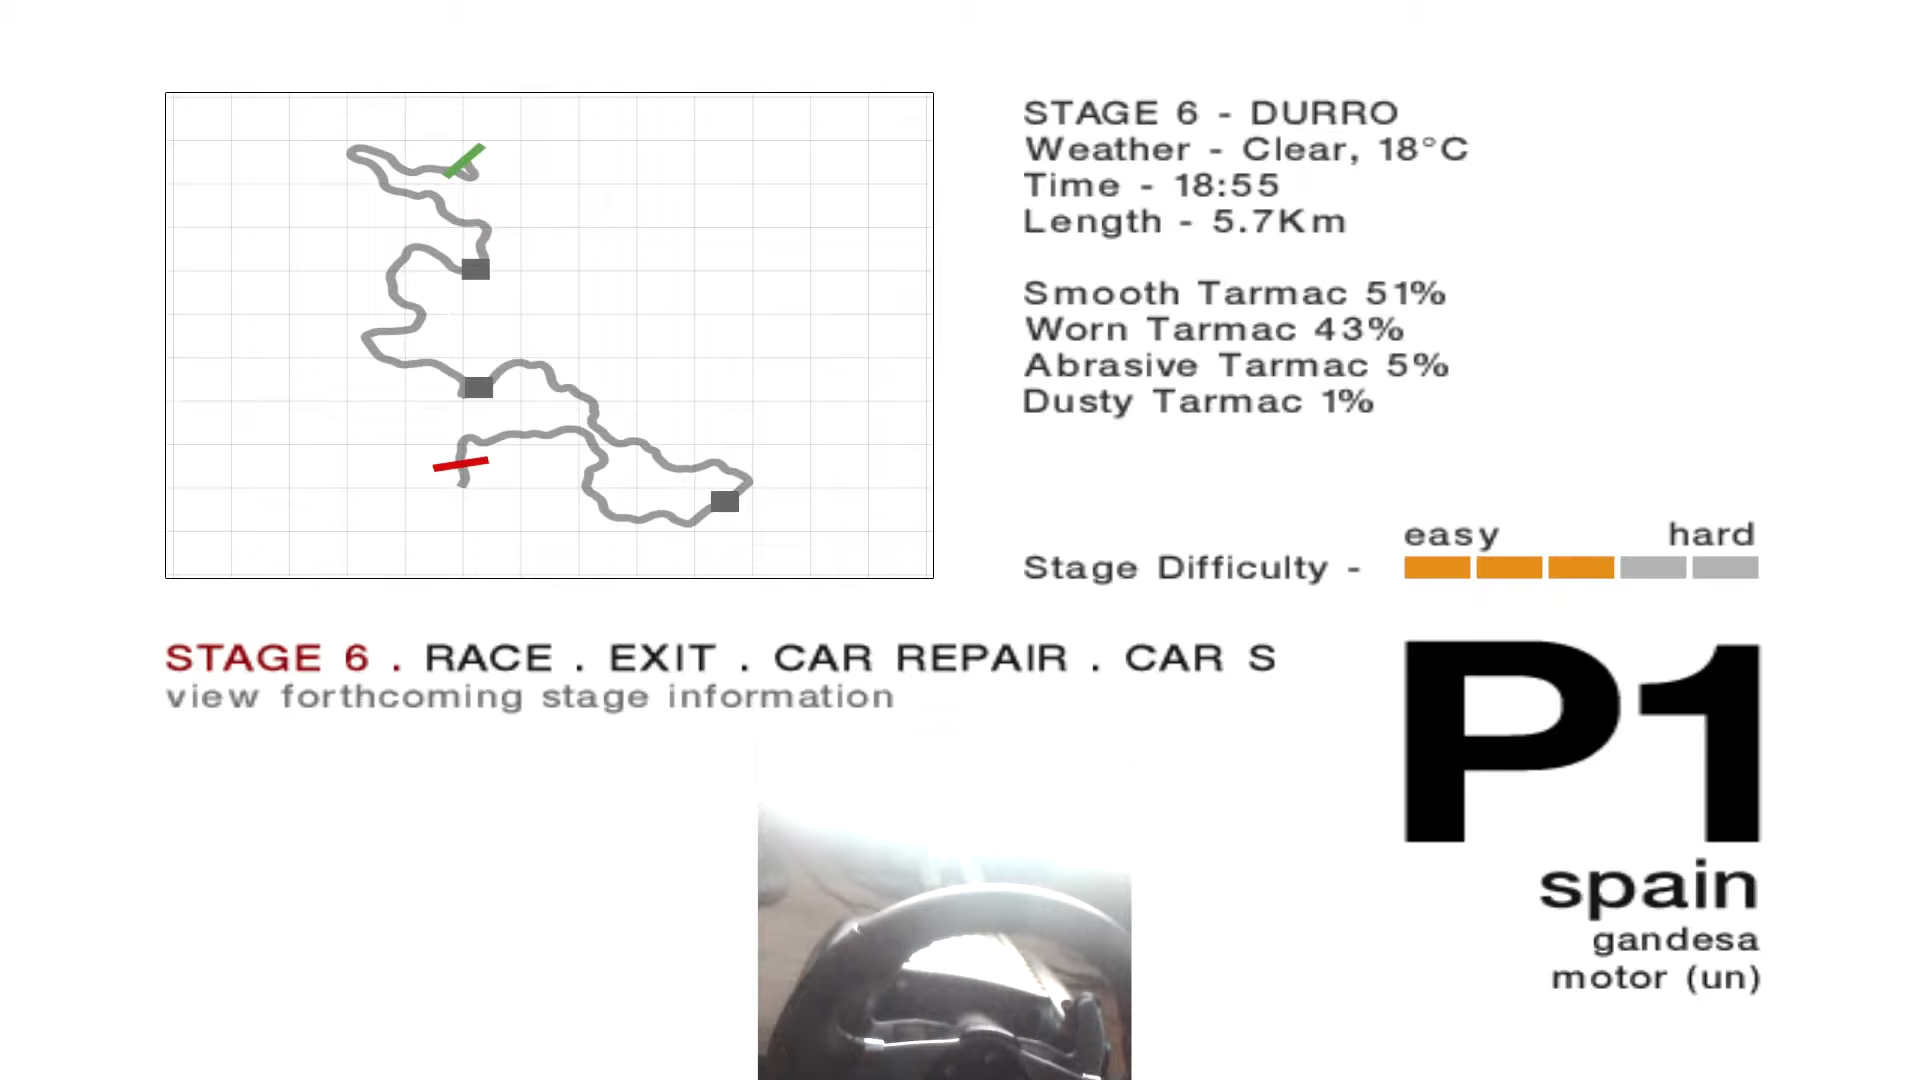 STAGE 6 - DURRO
Weather - Clear, 18°C
Time - 18:55
Length - 5.7Km
Smooth Tarmac 51%
Worn Tarmac 43%
Abrasive Tarmac 5%
Dusty Tarmac 1%
easy hard
Stage Difficulty -
STAGE 6 . RACE . EXIT . CAR REPAIR . CAR S
view forthcoming stage information
P1
spain
gandesa
motor (un)